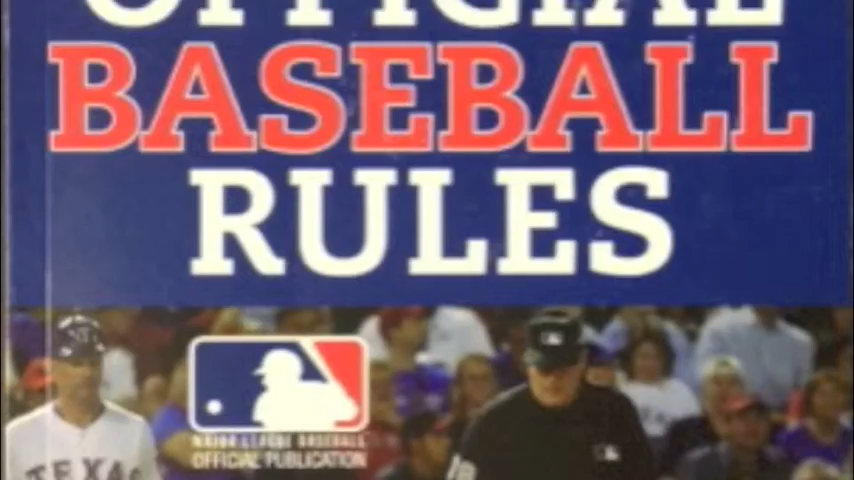 OFFICIAL
BASEBALL
RULES
MAJOR LEAGUE BASEBALL
OFFICIAL PUBLICATION
TEXAS